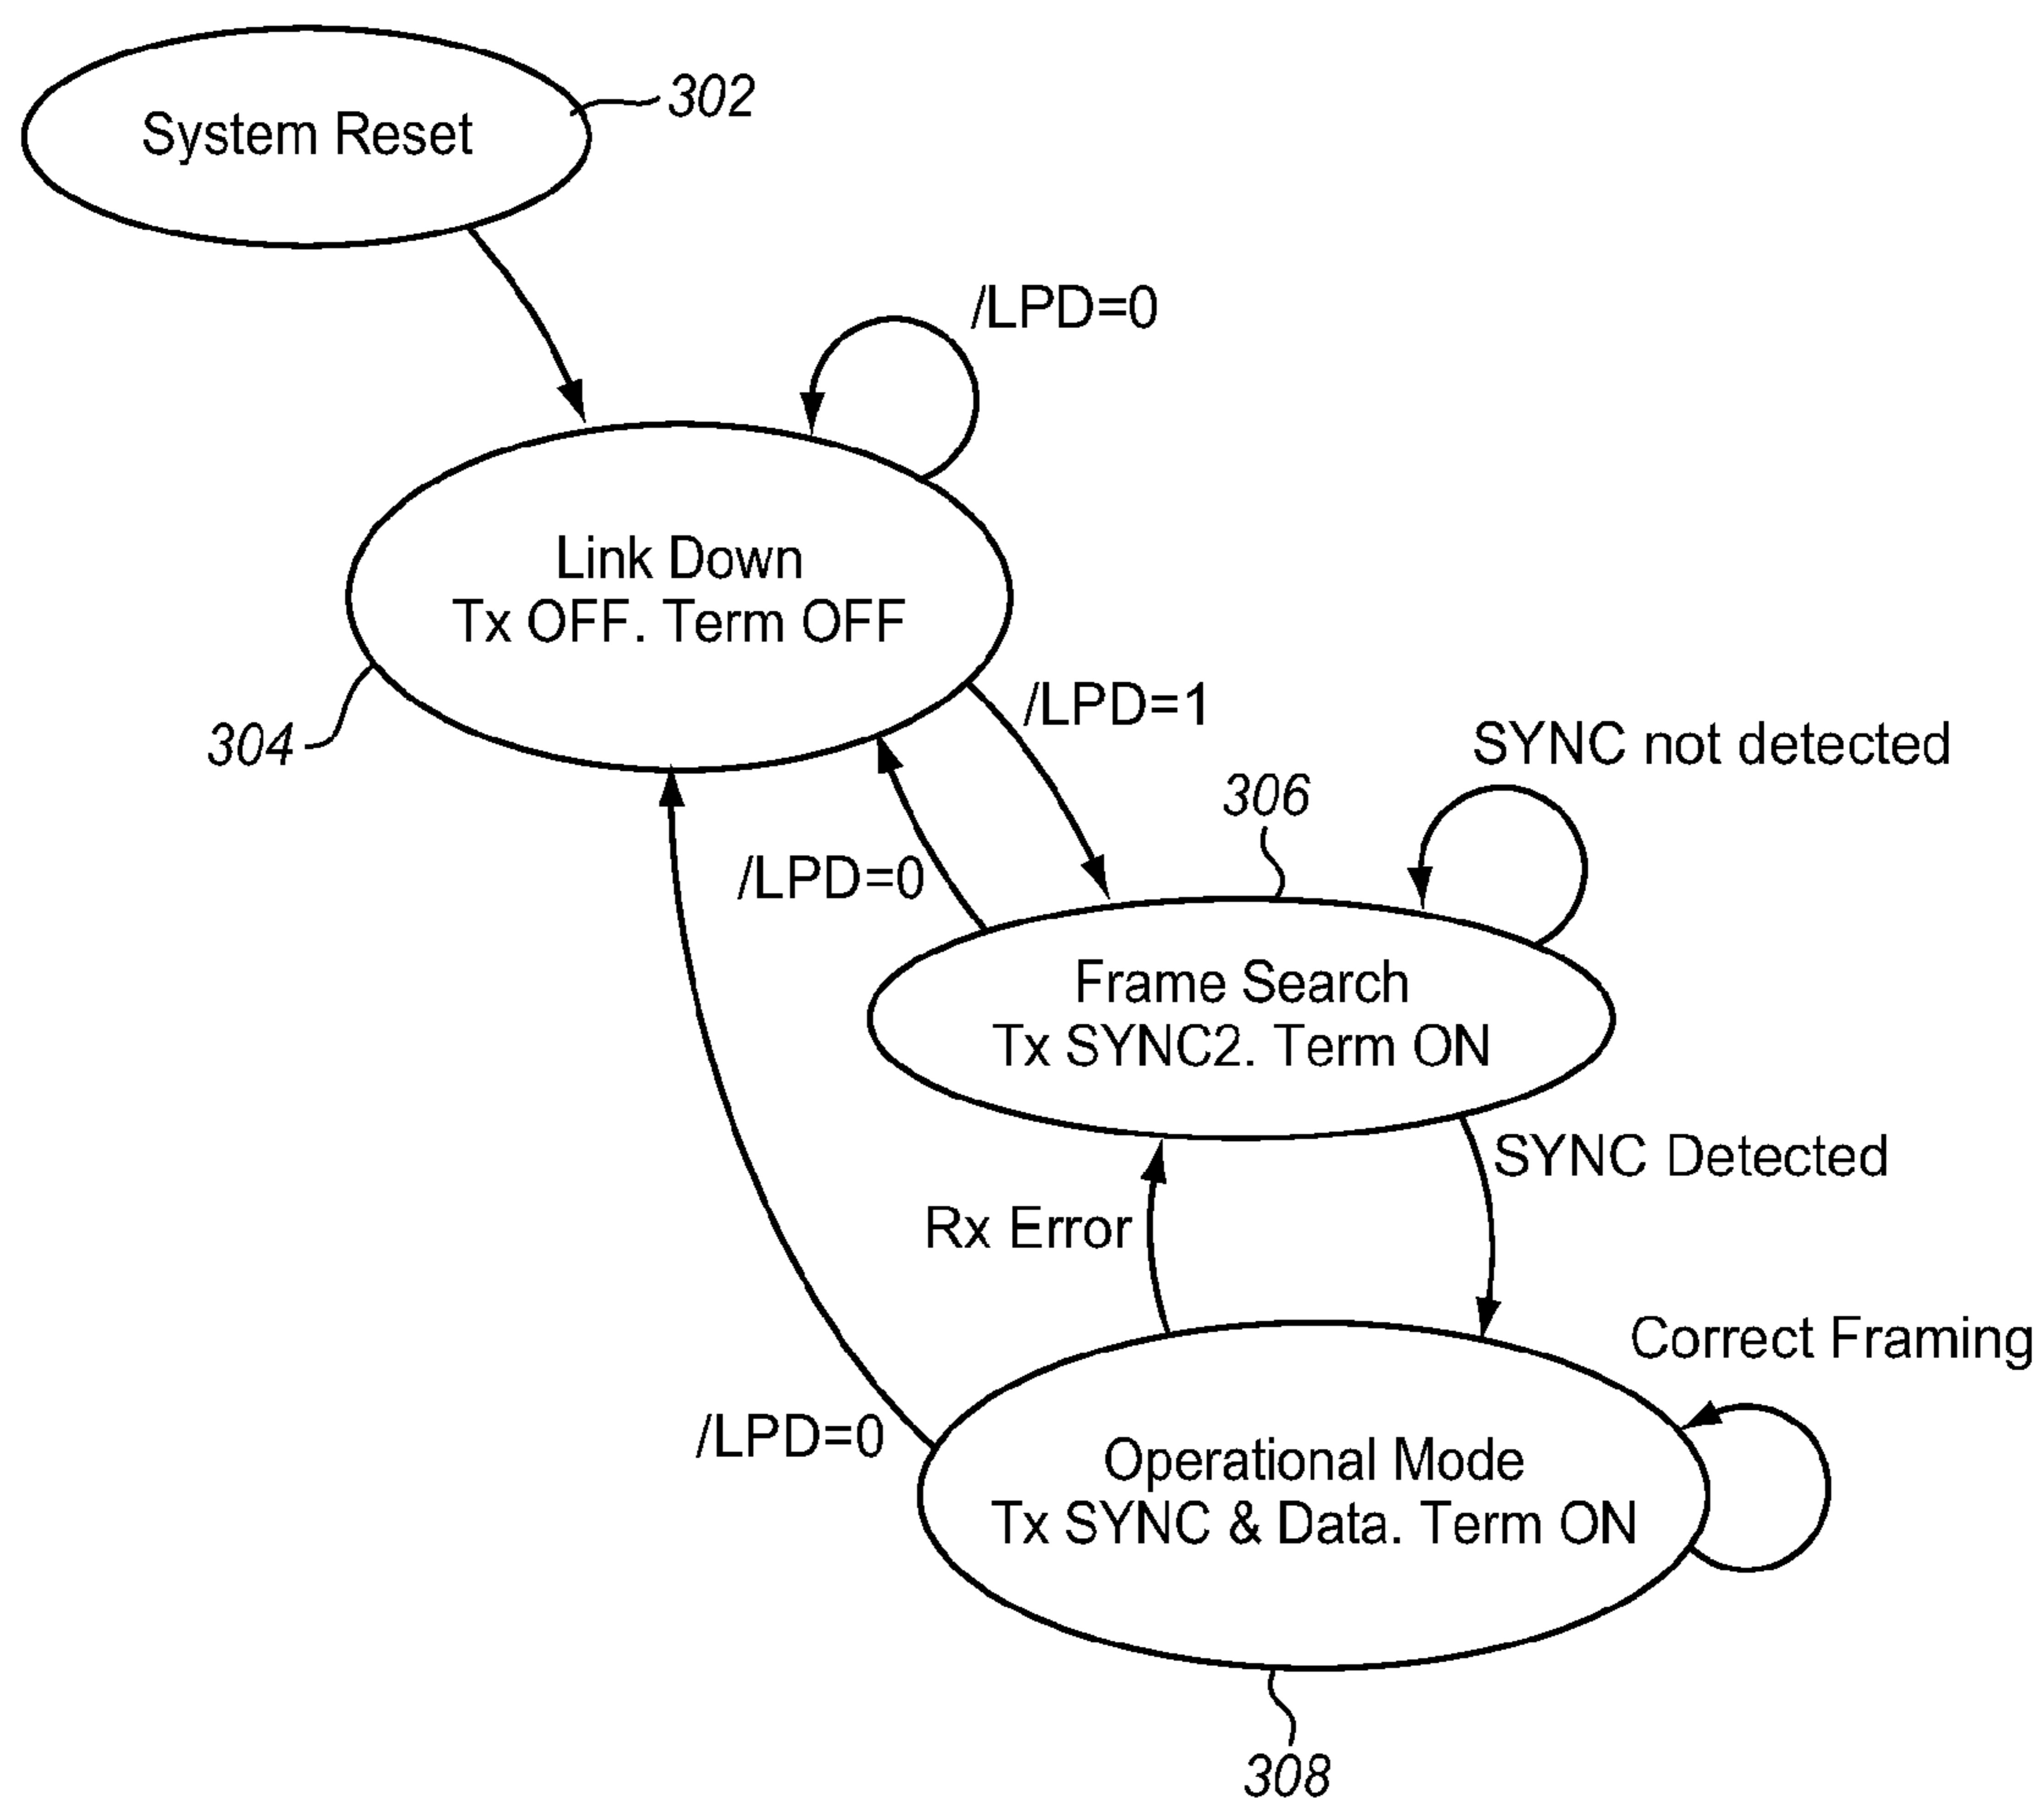 System Reset
302
/LPD=0
Link Down
Tx OFF. Term OFF
304
/LPD=1
SYNC not detected
306
/LPD=0
Frame Search
Tx SYNC2. Term ON
SYNC Detected
Rx Error
Correct Framing
/LPD=0
Operational Mode
Tx SYNC & Data. Term ON
308